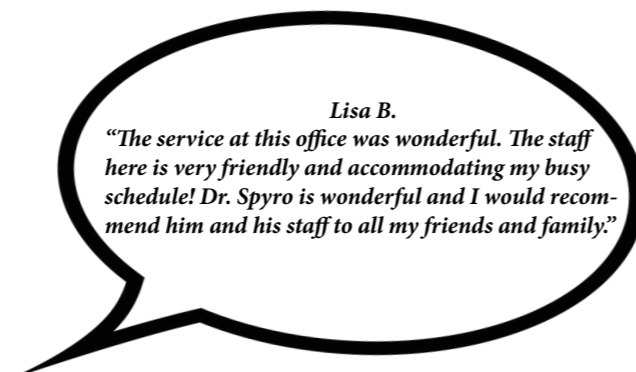 Lisa B.
“The service at this office was wonderful. The staff
here is very friendly and accommodating my busy
schedule! Dr. Spyro is wonderful and I would recom-
mend him and his staff to all my friends and family.”